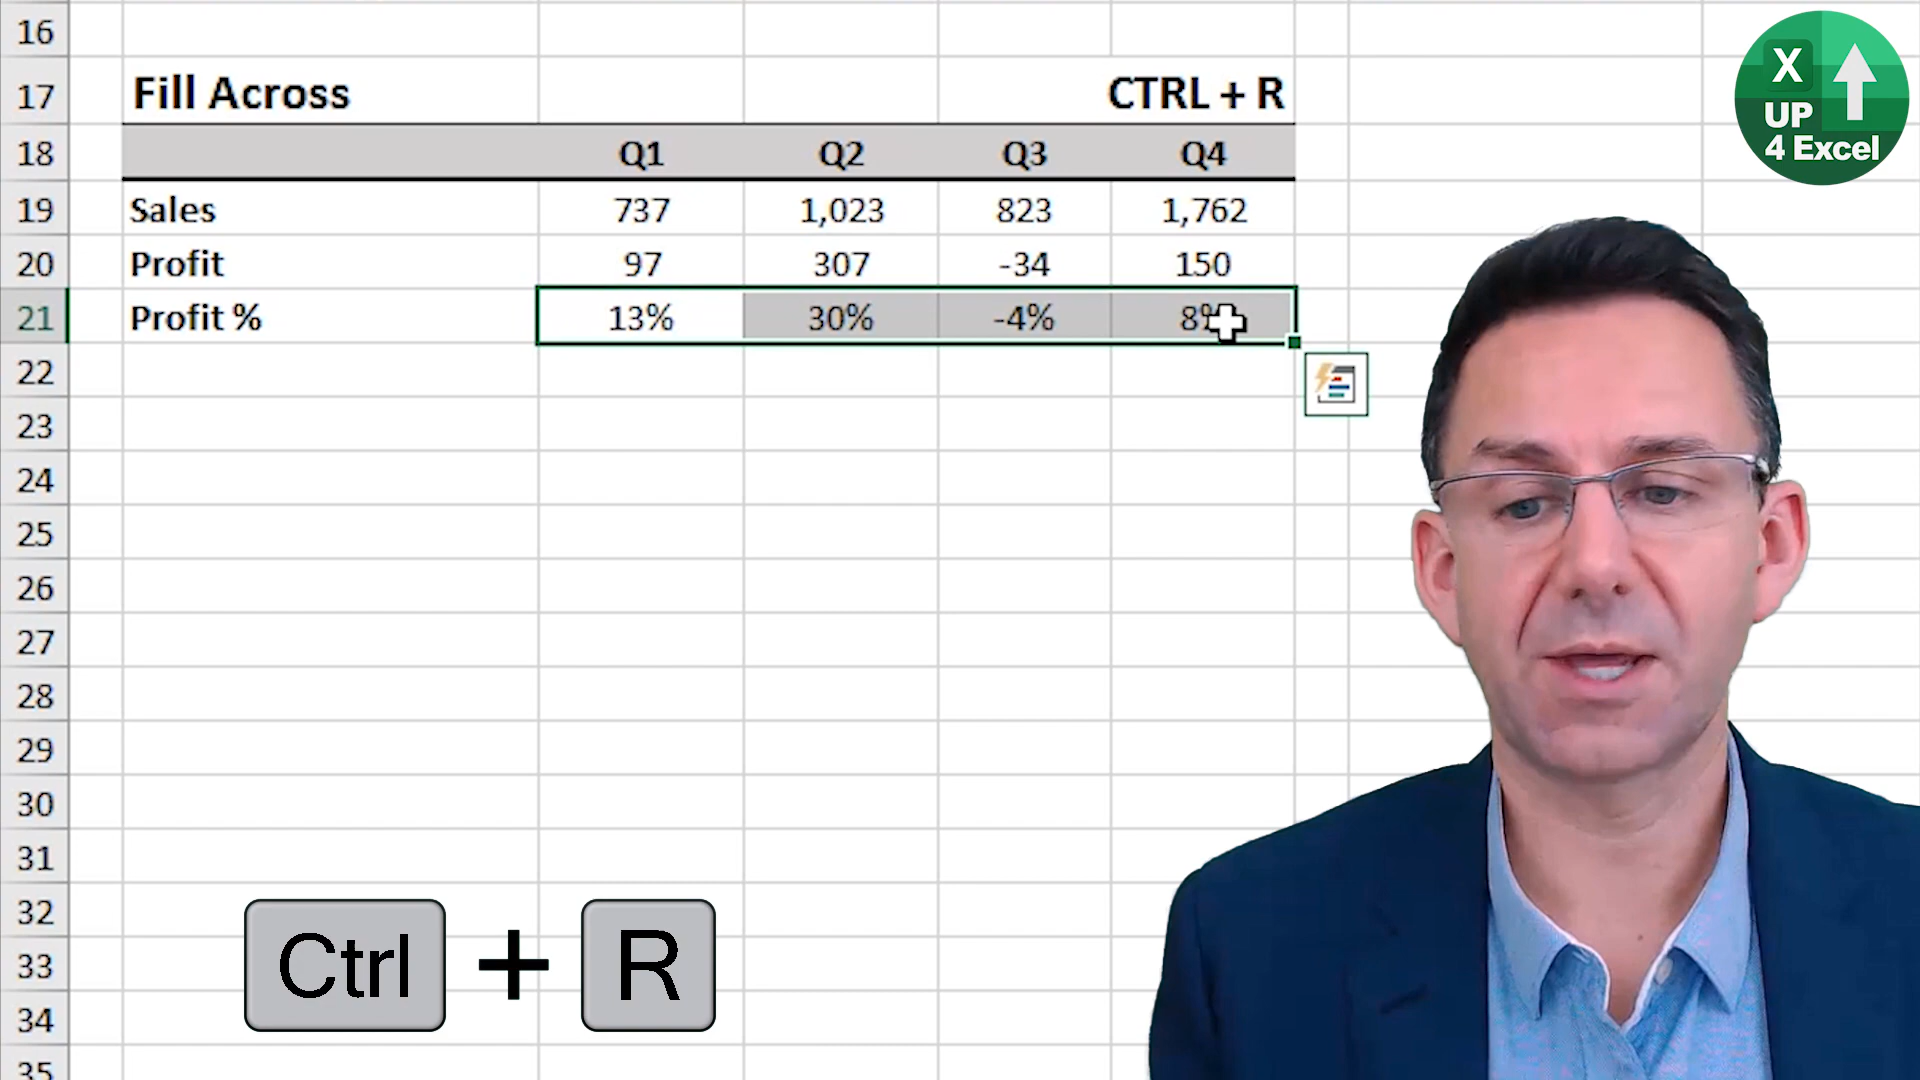 16
17 Fill Across CTRL + R
18 Q1 Q2 Q3 Q4
19 Sales 737 1,023 823 1,762
20 Profit 97 307 -34 150
21 Profit % 13% 30% -4% 8%
22
23
24
25
26
27
28
29
30
31
32
33
34
35
Ctrl + R
X
UP
4 Excel